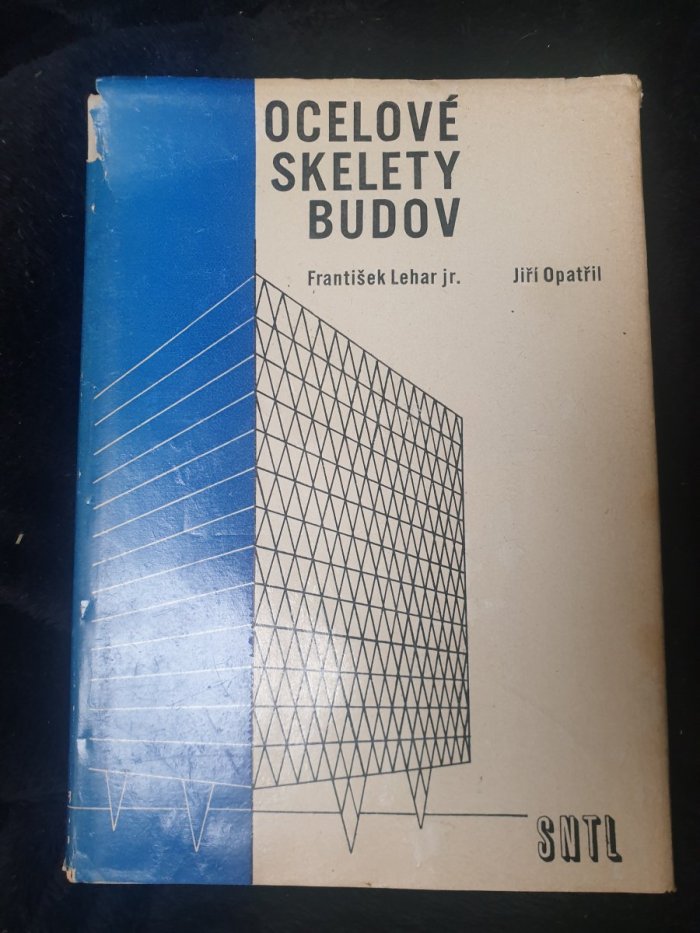 OCELOVÉ
SKELETY
BUDOV
František Lehar jr.
Jiří Opatřil
SNTL